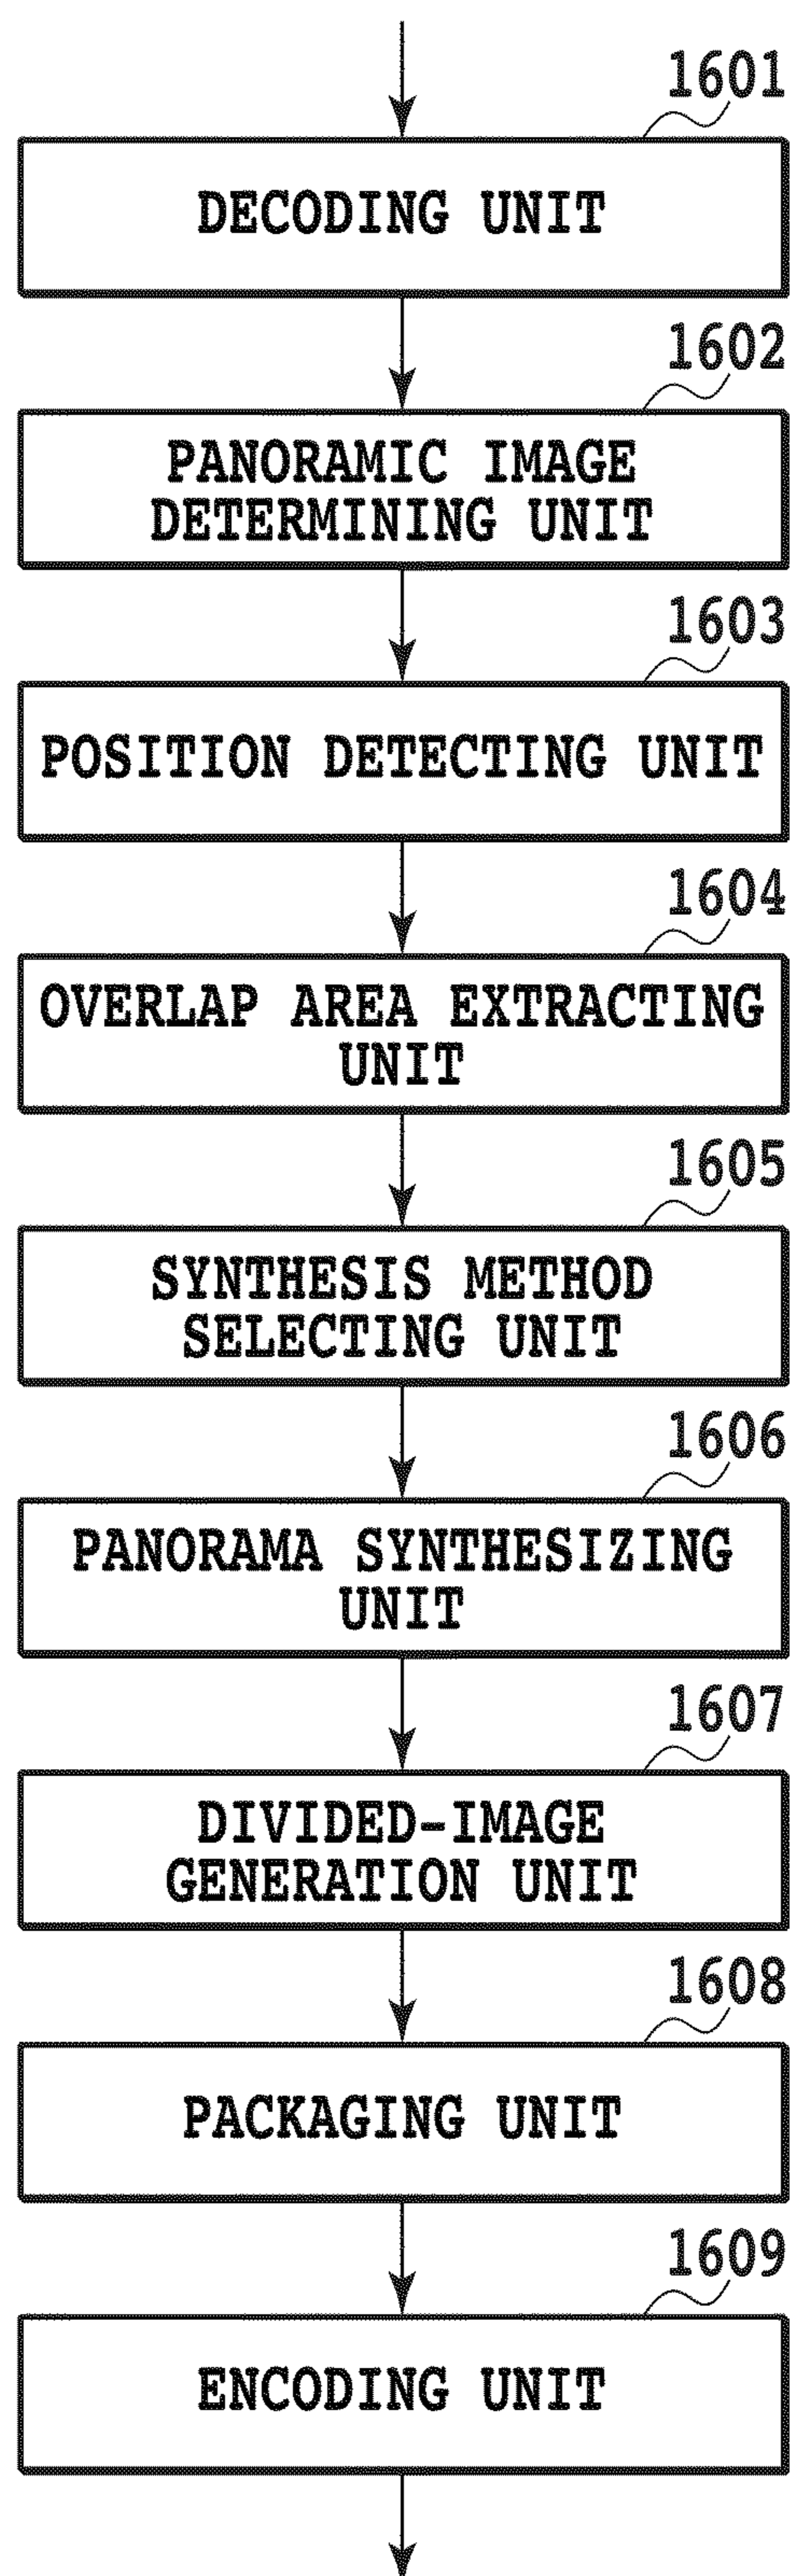 1601
DECODING UNIT
1602
PANORAMIC IMAGE
DETERMINING UNIT
1603
POSITION DETECTING UNIT
1604
OVERLAP AREA EXTRACTING
UNIT
1605
SYNTHESIS METHOD
SELECTING UNIT
1606
PANORAMA SYNTHESIZING
UNIT
1607
DIVIDED-IMAGE
GENERATION UNIT
1608
PACKAGING UNIT
1609
ENCODING UNIT